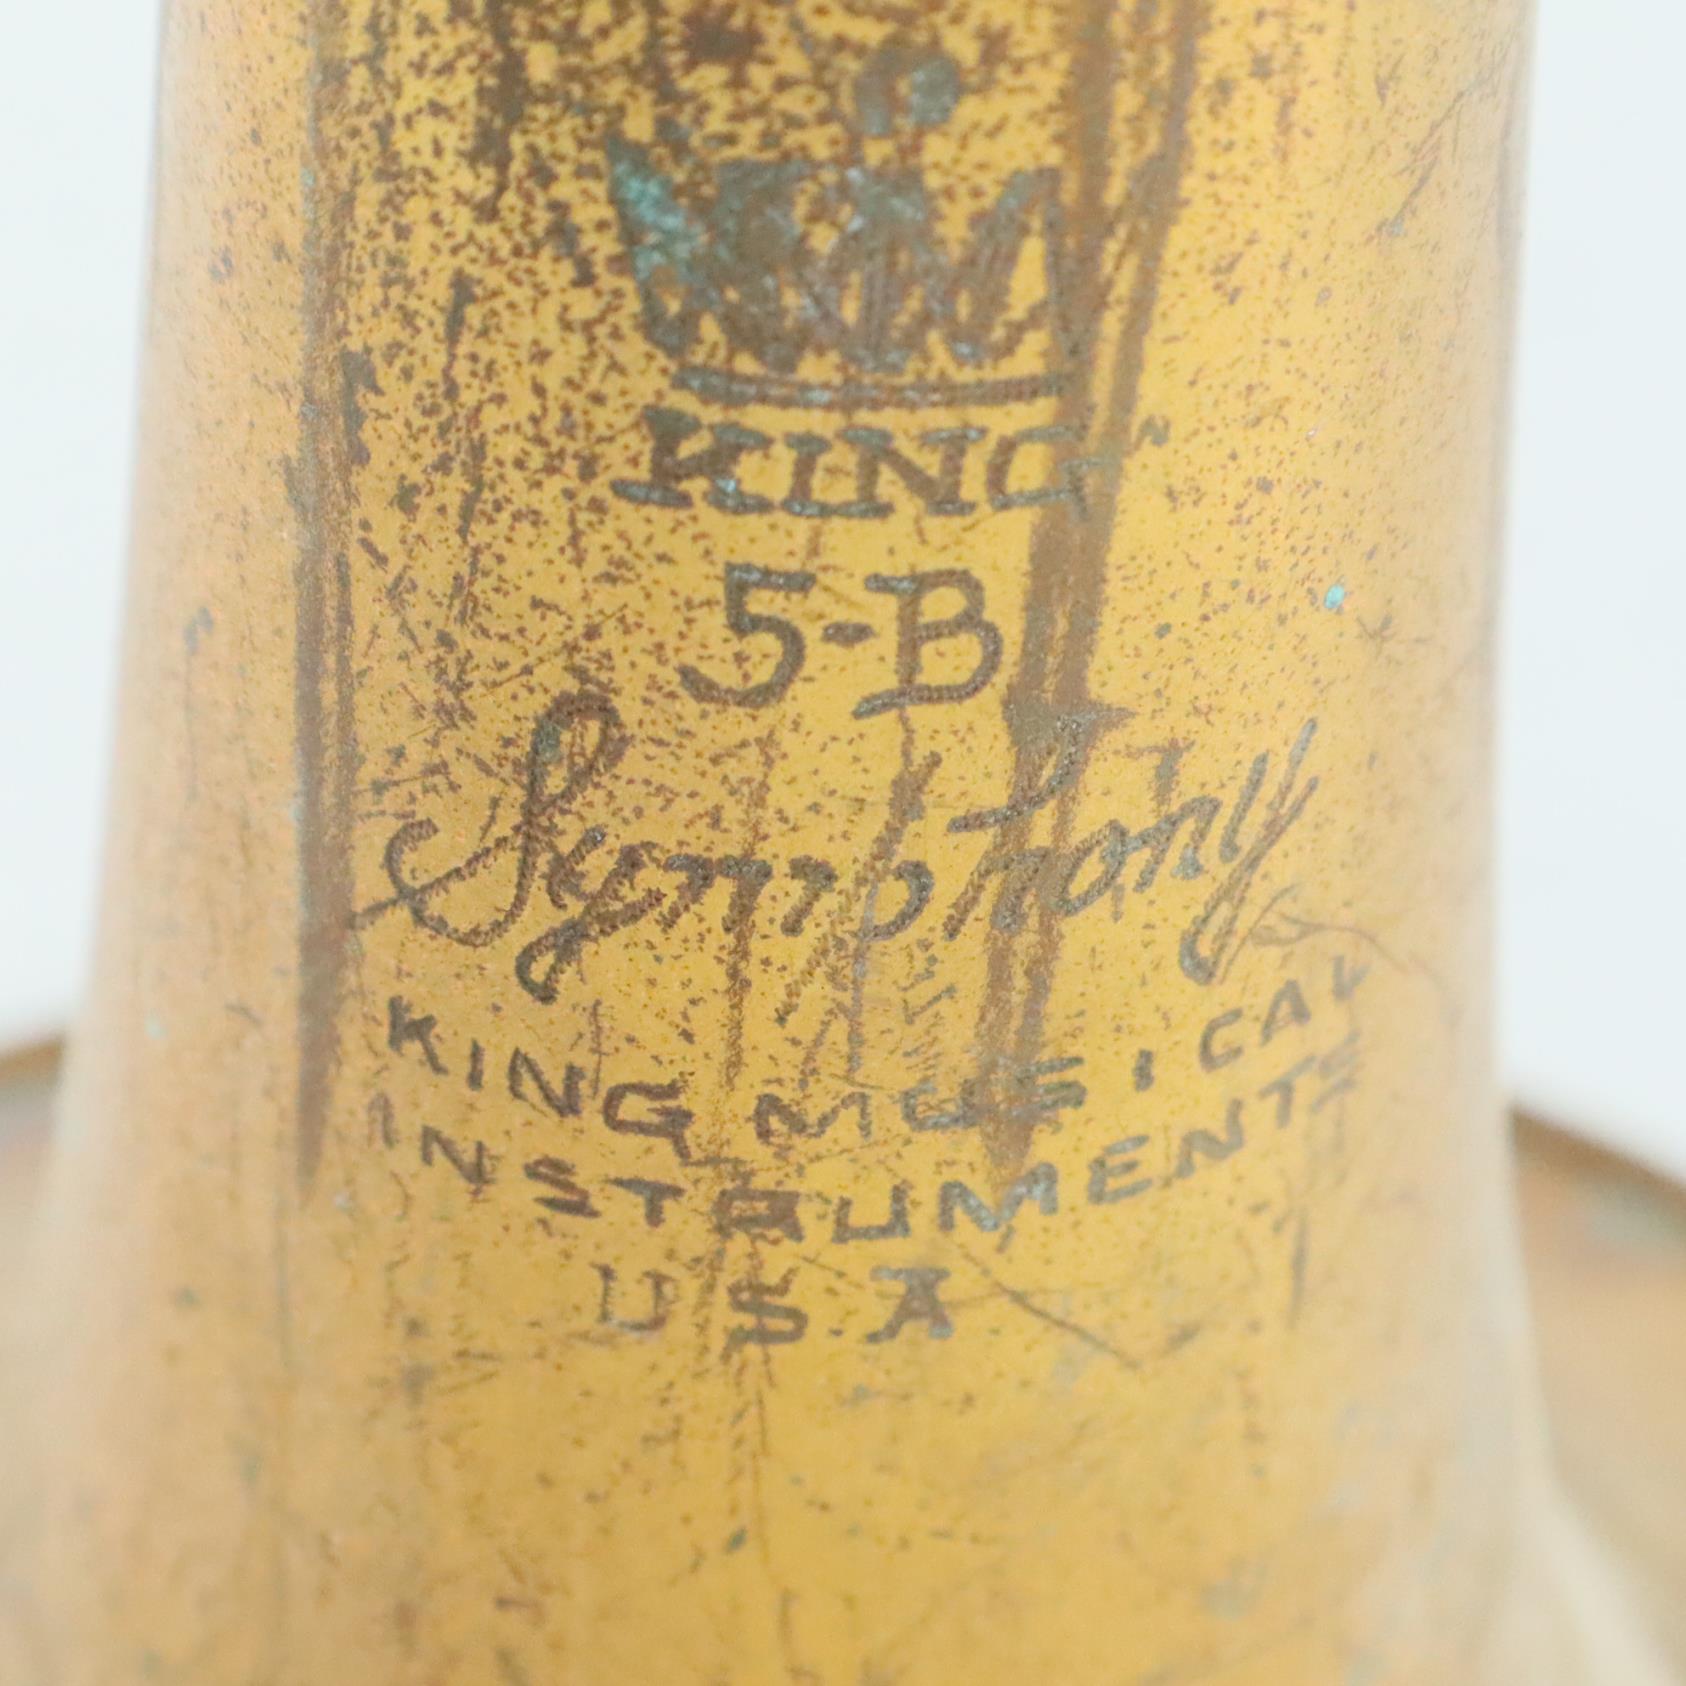 KING
5-B
Symphony
KING MUSICAL
INSTRUMENTS
U.S.A